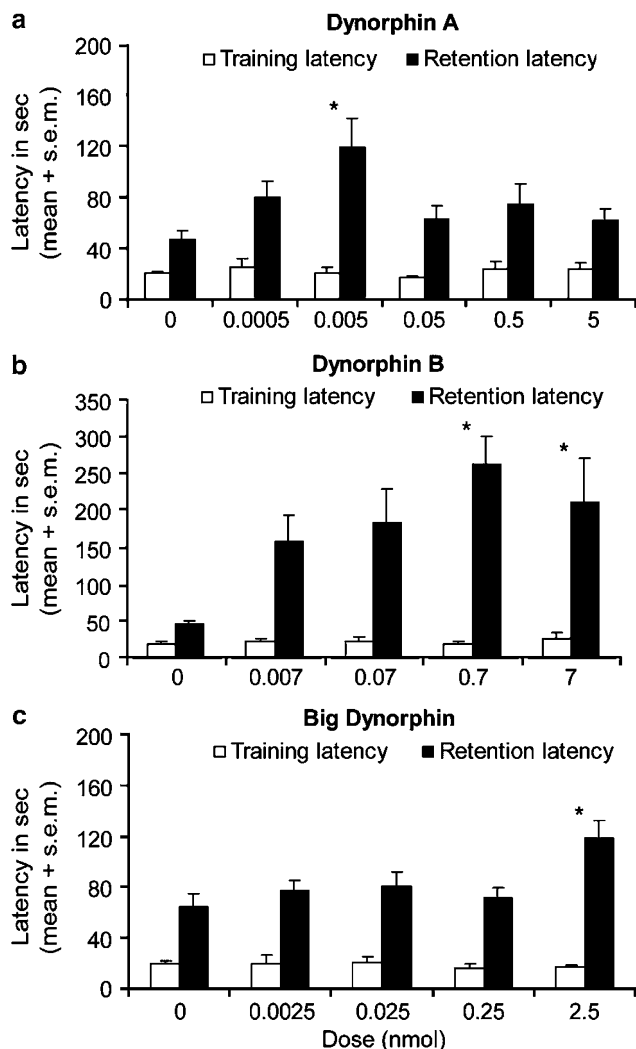 a
Dynorphin A
Training latency Retention latency
Latency in sec
(mean + s.e.m.)
200
160
120
80
40
0
*
0 0.0005 0.005 0.05 0.5 5
b
Dynorphin B
Training latency Retention latency
Latency in sec
(mean + s.e.m.)
350
300
250
200
150
100
50
0
* *
0 0.007 0.07 0.7 7
c
Big Dynorphin
Training latency Retention latency
Latency in sec
(mean + s.e.m.)
200
160
120
80
40
0
*
0 0.0025 0.025 0.25 2.5
Dose (nmol)